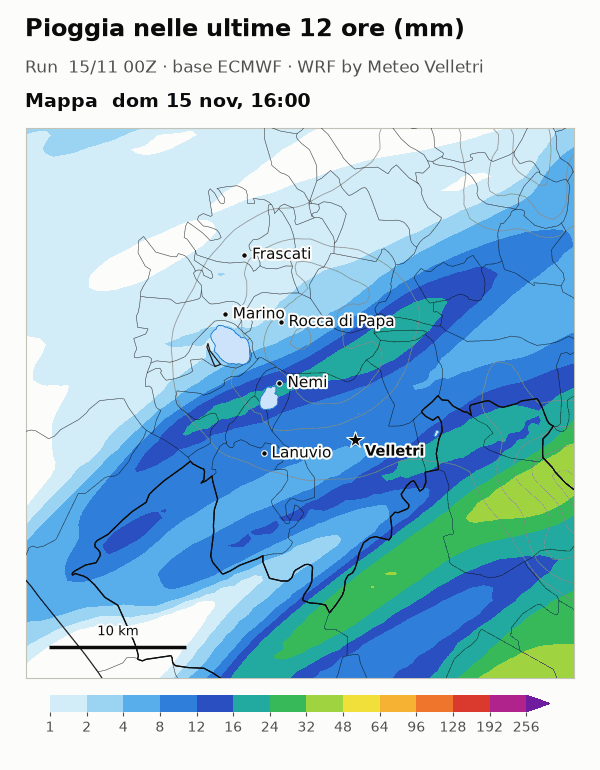 Pioggia nelle ultime 12 ore (mm)
Run  15/11 00Z · base ECMWF · WRF by Meteo Velletri
Mappa  dom 15 nov, 16:00
Frascati
Marino
Rocca di Papa
Nemi
Velletri
Lanuvio
10 km
1 2 4 8 12 16 24 32 48 64 96 128 192 256